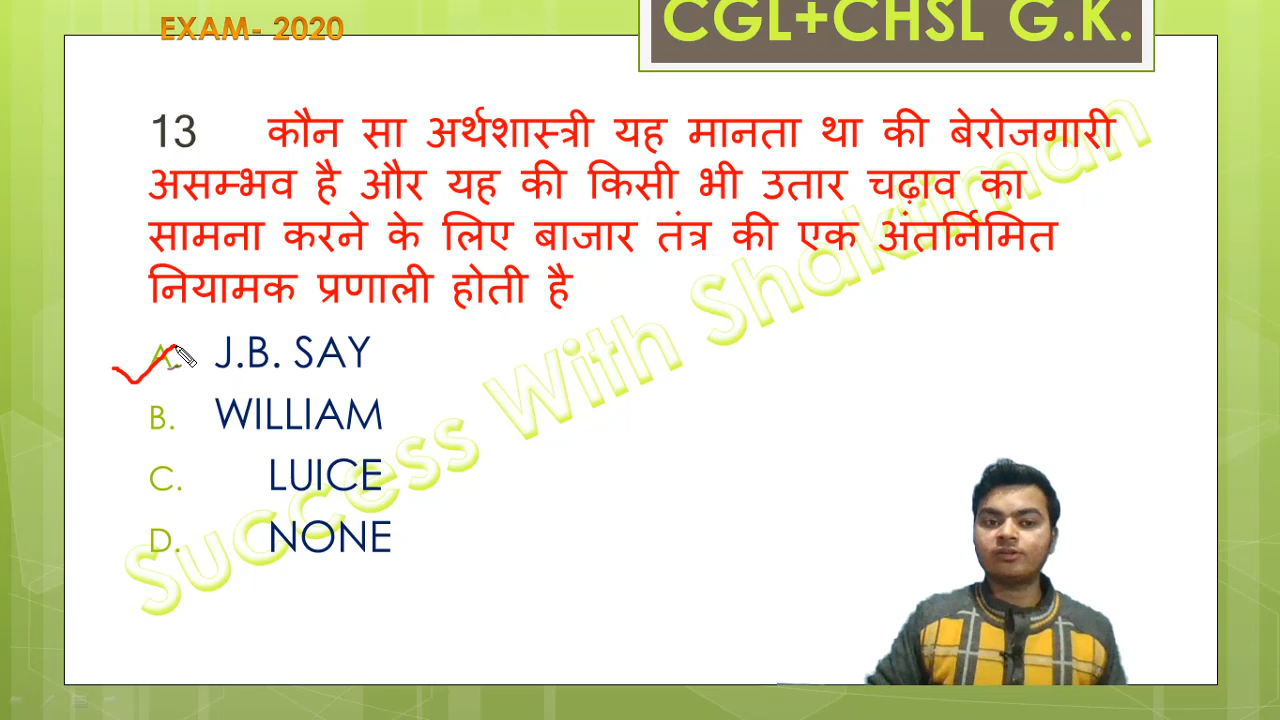 EXAM- 2020
CGL+CHSL G.K.
13 कौन सा अर्थशास्त्री यह मानता था की बेरोजगारी
असम्भव है और यह की किसी भी उतार चढ़ाव का
सामना करने के लिए बाजार तंत्र की एक अंतर्निमित
नियामक प्रणाली होती है
A. J.B. SAY
B. WILLIAM
C. LUICE
D. NONE
Success With Shaktiman